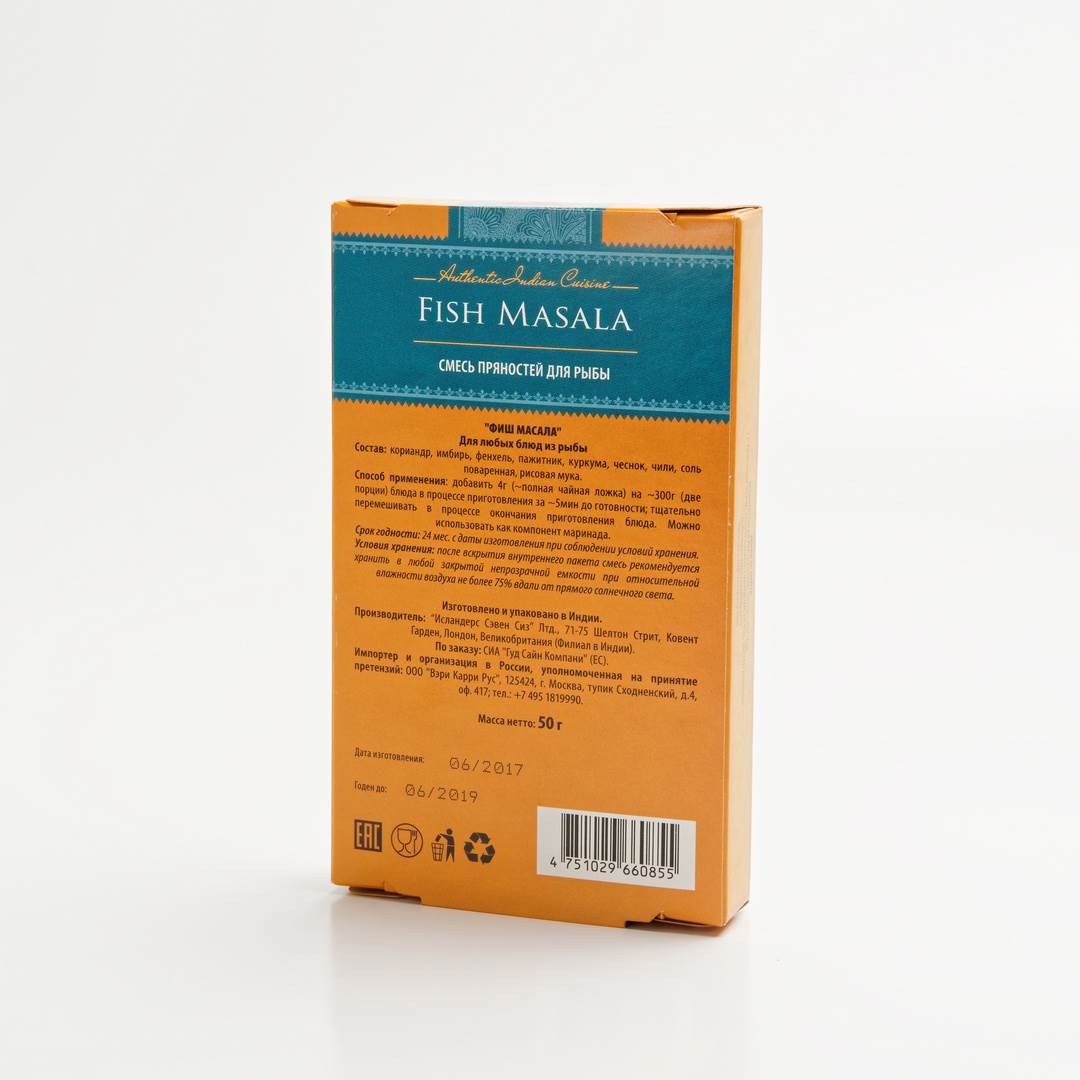 Authentic Indian Cuisine
FISH MASALA
СМЕСЬ ПРЯНОСТЕЙ ДЛЯ РЫБЫ
"ФИШ МАСАЛА"
Для любых блюд из рыбы
Состав: кориандр, имбирь, фенхель, пажитник, куркума, чеснок, чили, соль
поваренная, рисовая мука.
Способ применения: добавить 4г (~полная чайная ложка) на ~300г (две
порции) блюда в процессе приготовления за ~5мин до готовности; тщательно
перемешивать в процессе окончания приготовления блюда. Можно
использовать как компонент маринада.
Срок годности: 24 мес. с даты изготовления при соблюдении условий хранения.
Условия хранения: после вскрытия внутреннего пакета смесь рекомендуется
хранить в любой закрытой непрозрачной емкости при относительной
влажности воздуха не более 75% вдали от прямого солнечного света.
Изготовлено и упаковано в Индии.
Производитель: "Исландерс Сэвен Сиз" Лтд., 71-75 Шелтон Стрит, Ковент
Гарден, Лондон, Великобритания (Филиал в Индии).
По заказу: СИА "Гуд Сайн Компани" (ЕС).
Импортер и организация в России, уполномоченная на принятие
претензий: ООО "Вэри Карри Рус", 125424, г. Москва, тупик Сходненский, д.4,
оф. 417; тел.: +7 495 1819990.
Масса нетто: 50 г
Дата изготовления: 06/2017
Годен до: 06/2019
EAC
4 751029 660855